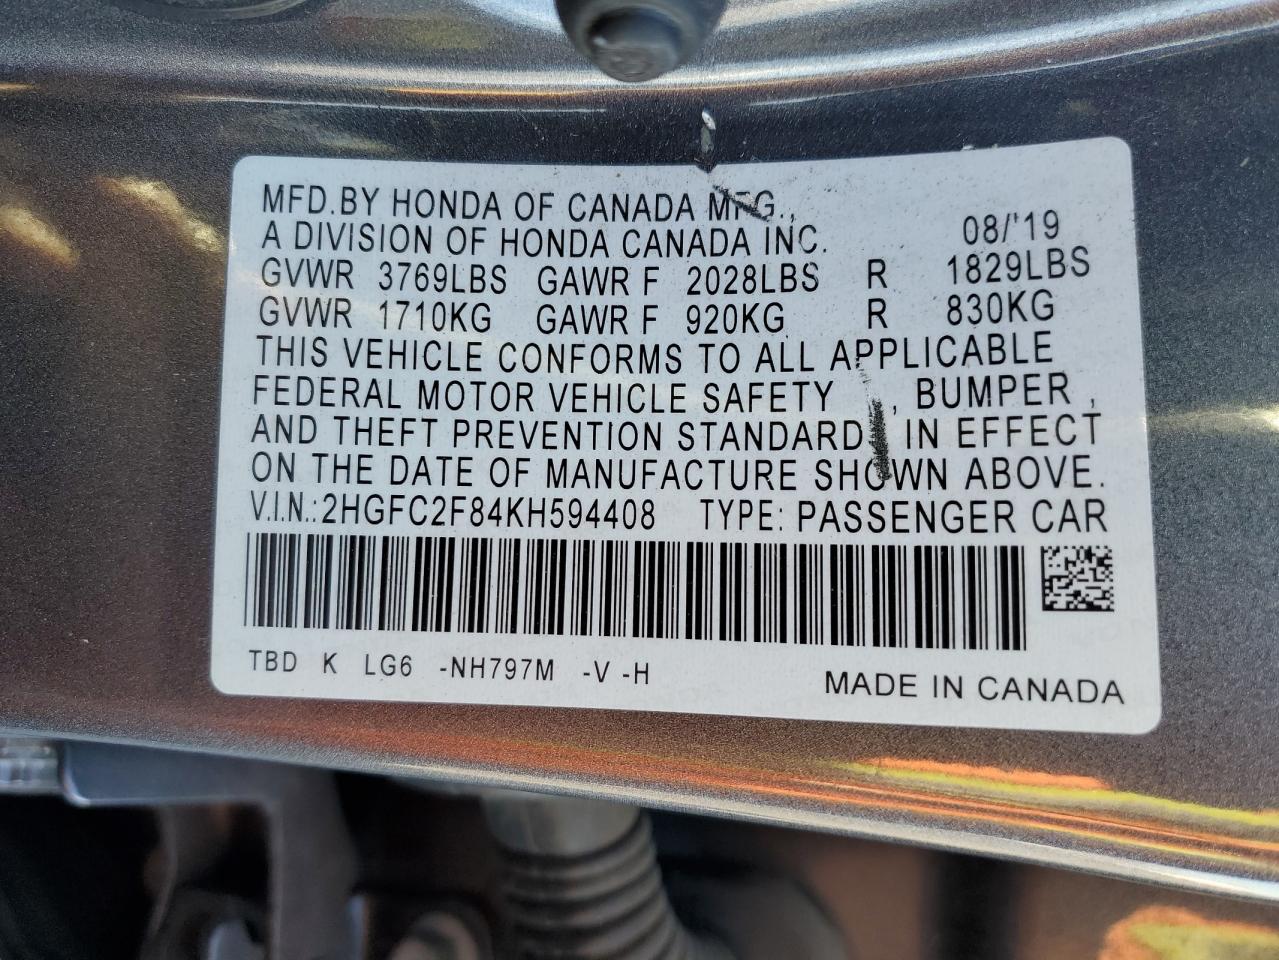 MFD.BY HONDA OF CANADA MFG.,
A DIVISION OF HONDA CANADA INC. 08/'19
GVWR 3769LBS GAWR F 2028LBS R 1829LBS
GVWR 1710KG GAWR F 920KG R 830KG
THIS VEHICLE CONFORMS TO ALL APPLICABLE
FEDERAL MOTOR VEHICLE SAFETY , BUMPER ,
AND THEFT PREVENTION STANDARDS IN EFFECT
ON THE DATE OF MANUFACTURE SHOWN ABOVE.
V.I.N.:2HGFC2F84KH594408 TYPE: PASSENGER CAR
TBD K LG6 -NH797M -V -H
MADE IN CANADA